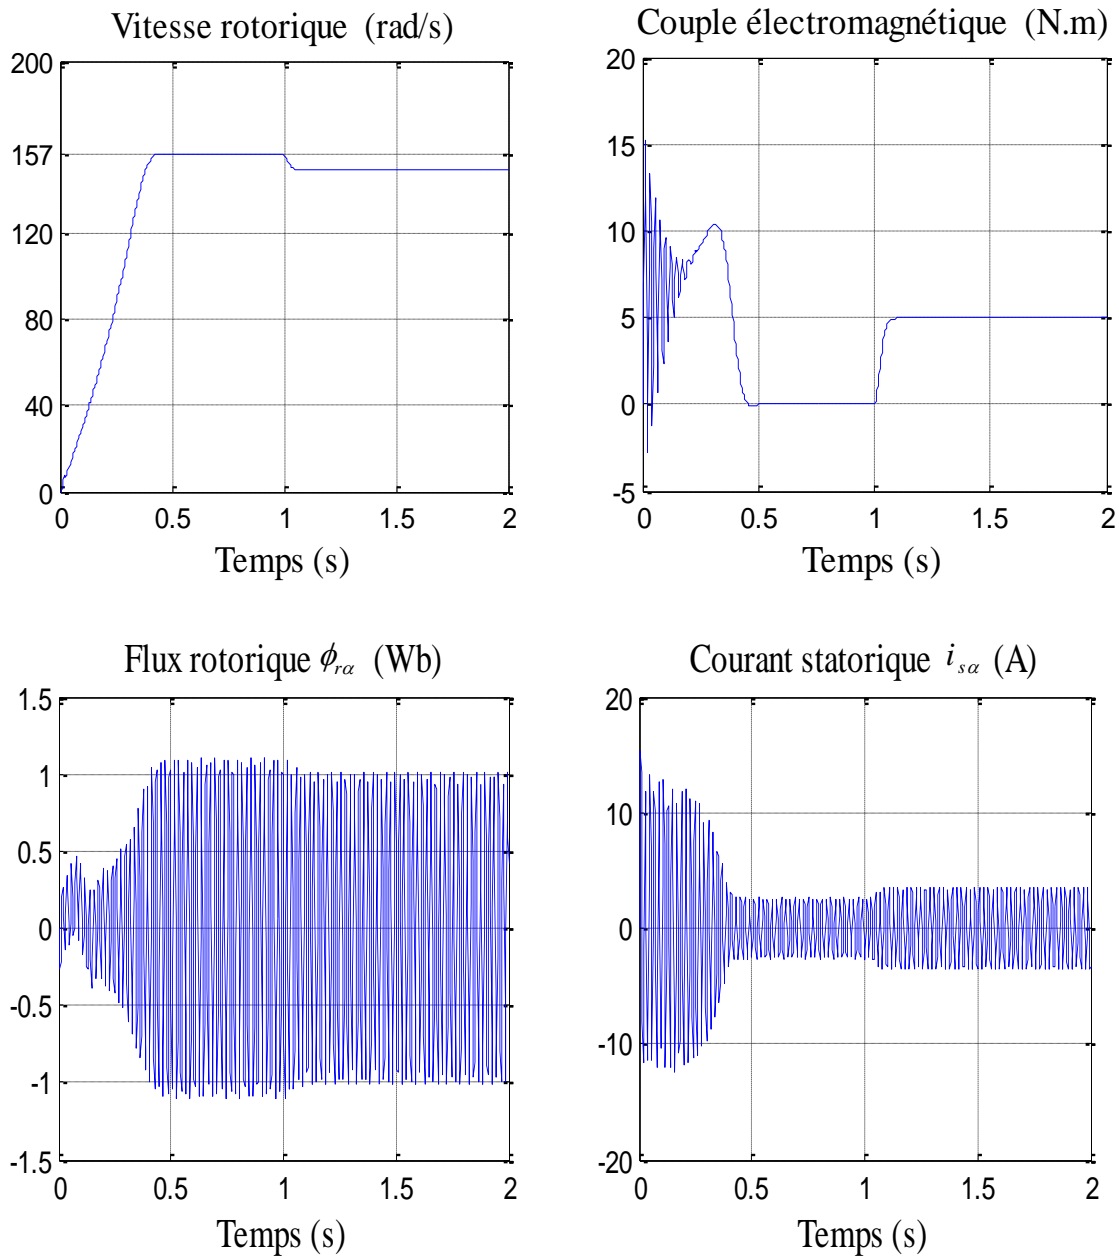 Vitesse rotorique (rad/s)
200
157
120
80
40
0
0 0.5 1 1.5 2
Temps (s)
Couple électromagnétique (N.m)
20
15
10
5
0
-5
0 0.5 1 1.5 2
Temps (s)
Flux rotorique ϕrα (Wb)
1.5
1
0.5
0
-0.5
-1
-1.5
0 0.5 1 1.5 2
Temps (s)
Courant statorique isα (A)
20
10
0
-10
-20
0 0.5 1 1.5 2
Temps (s)